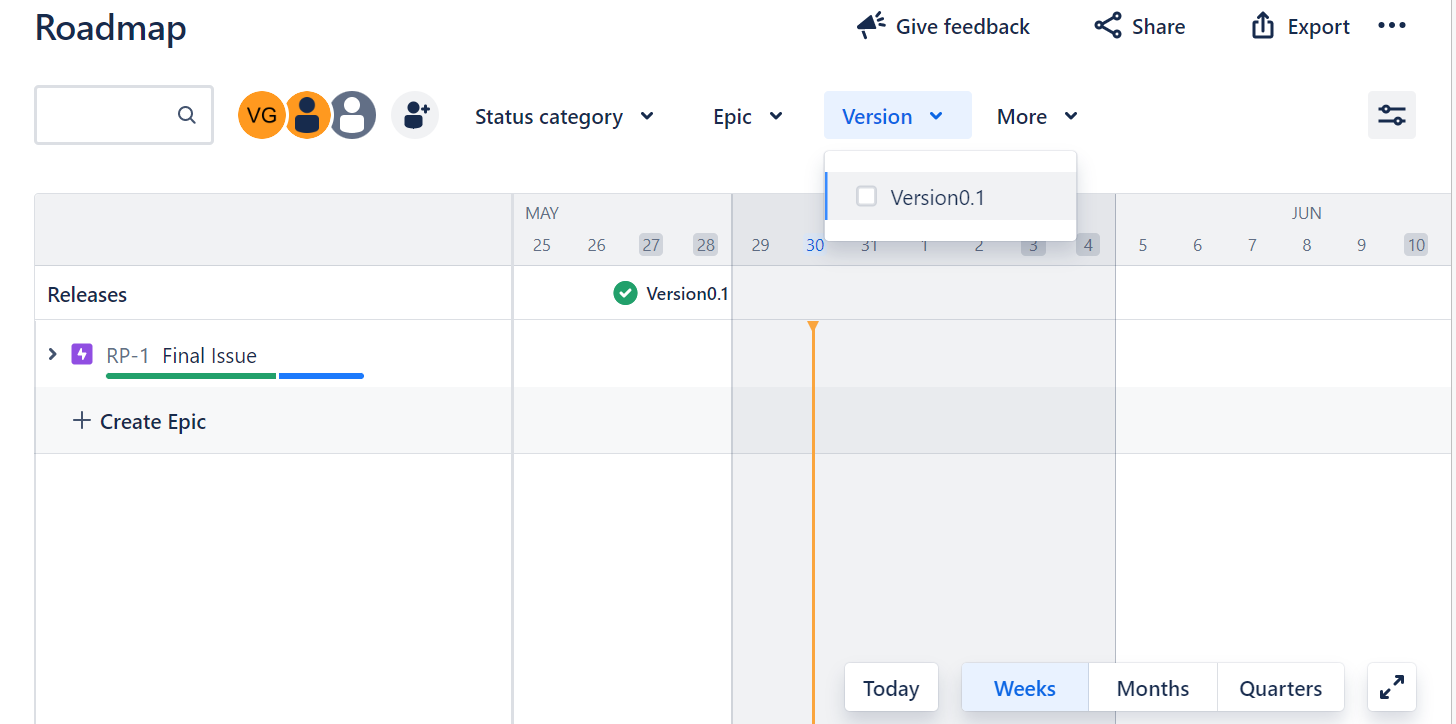 Roadmap
Give feedback
Share
Export
VG
Status category
Epic
Version
More
Version0.1
MAY
JUN
25 26 27 28 29 30 31 1 2 3 4 5 6 7 8 9 10
Releases
Version0.1
RP-1 Final Issue
Create Epic
Today
Weeks
Months
Quarters